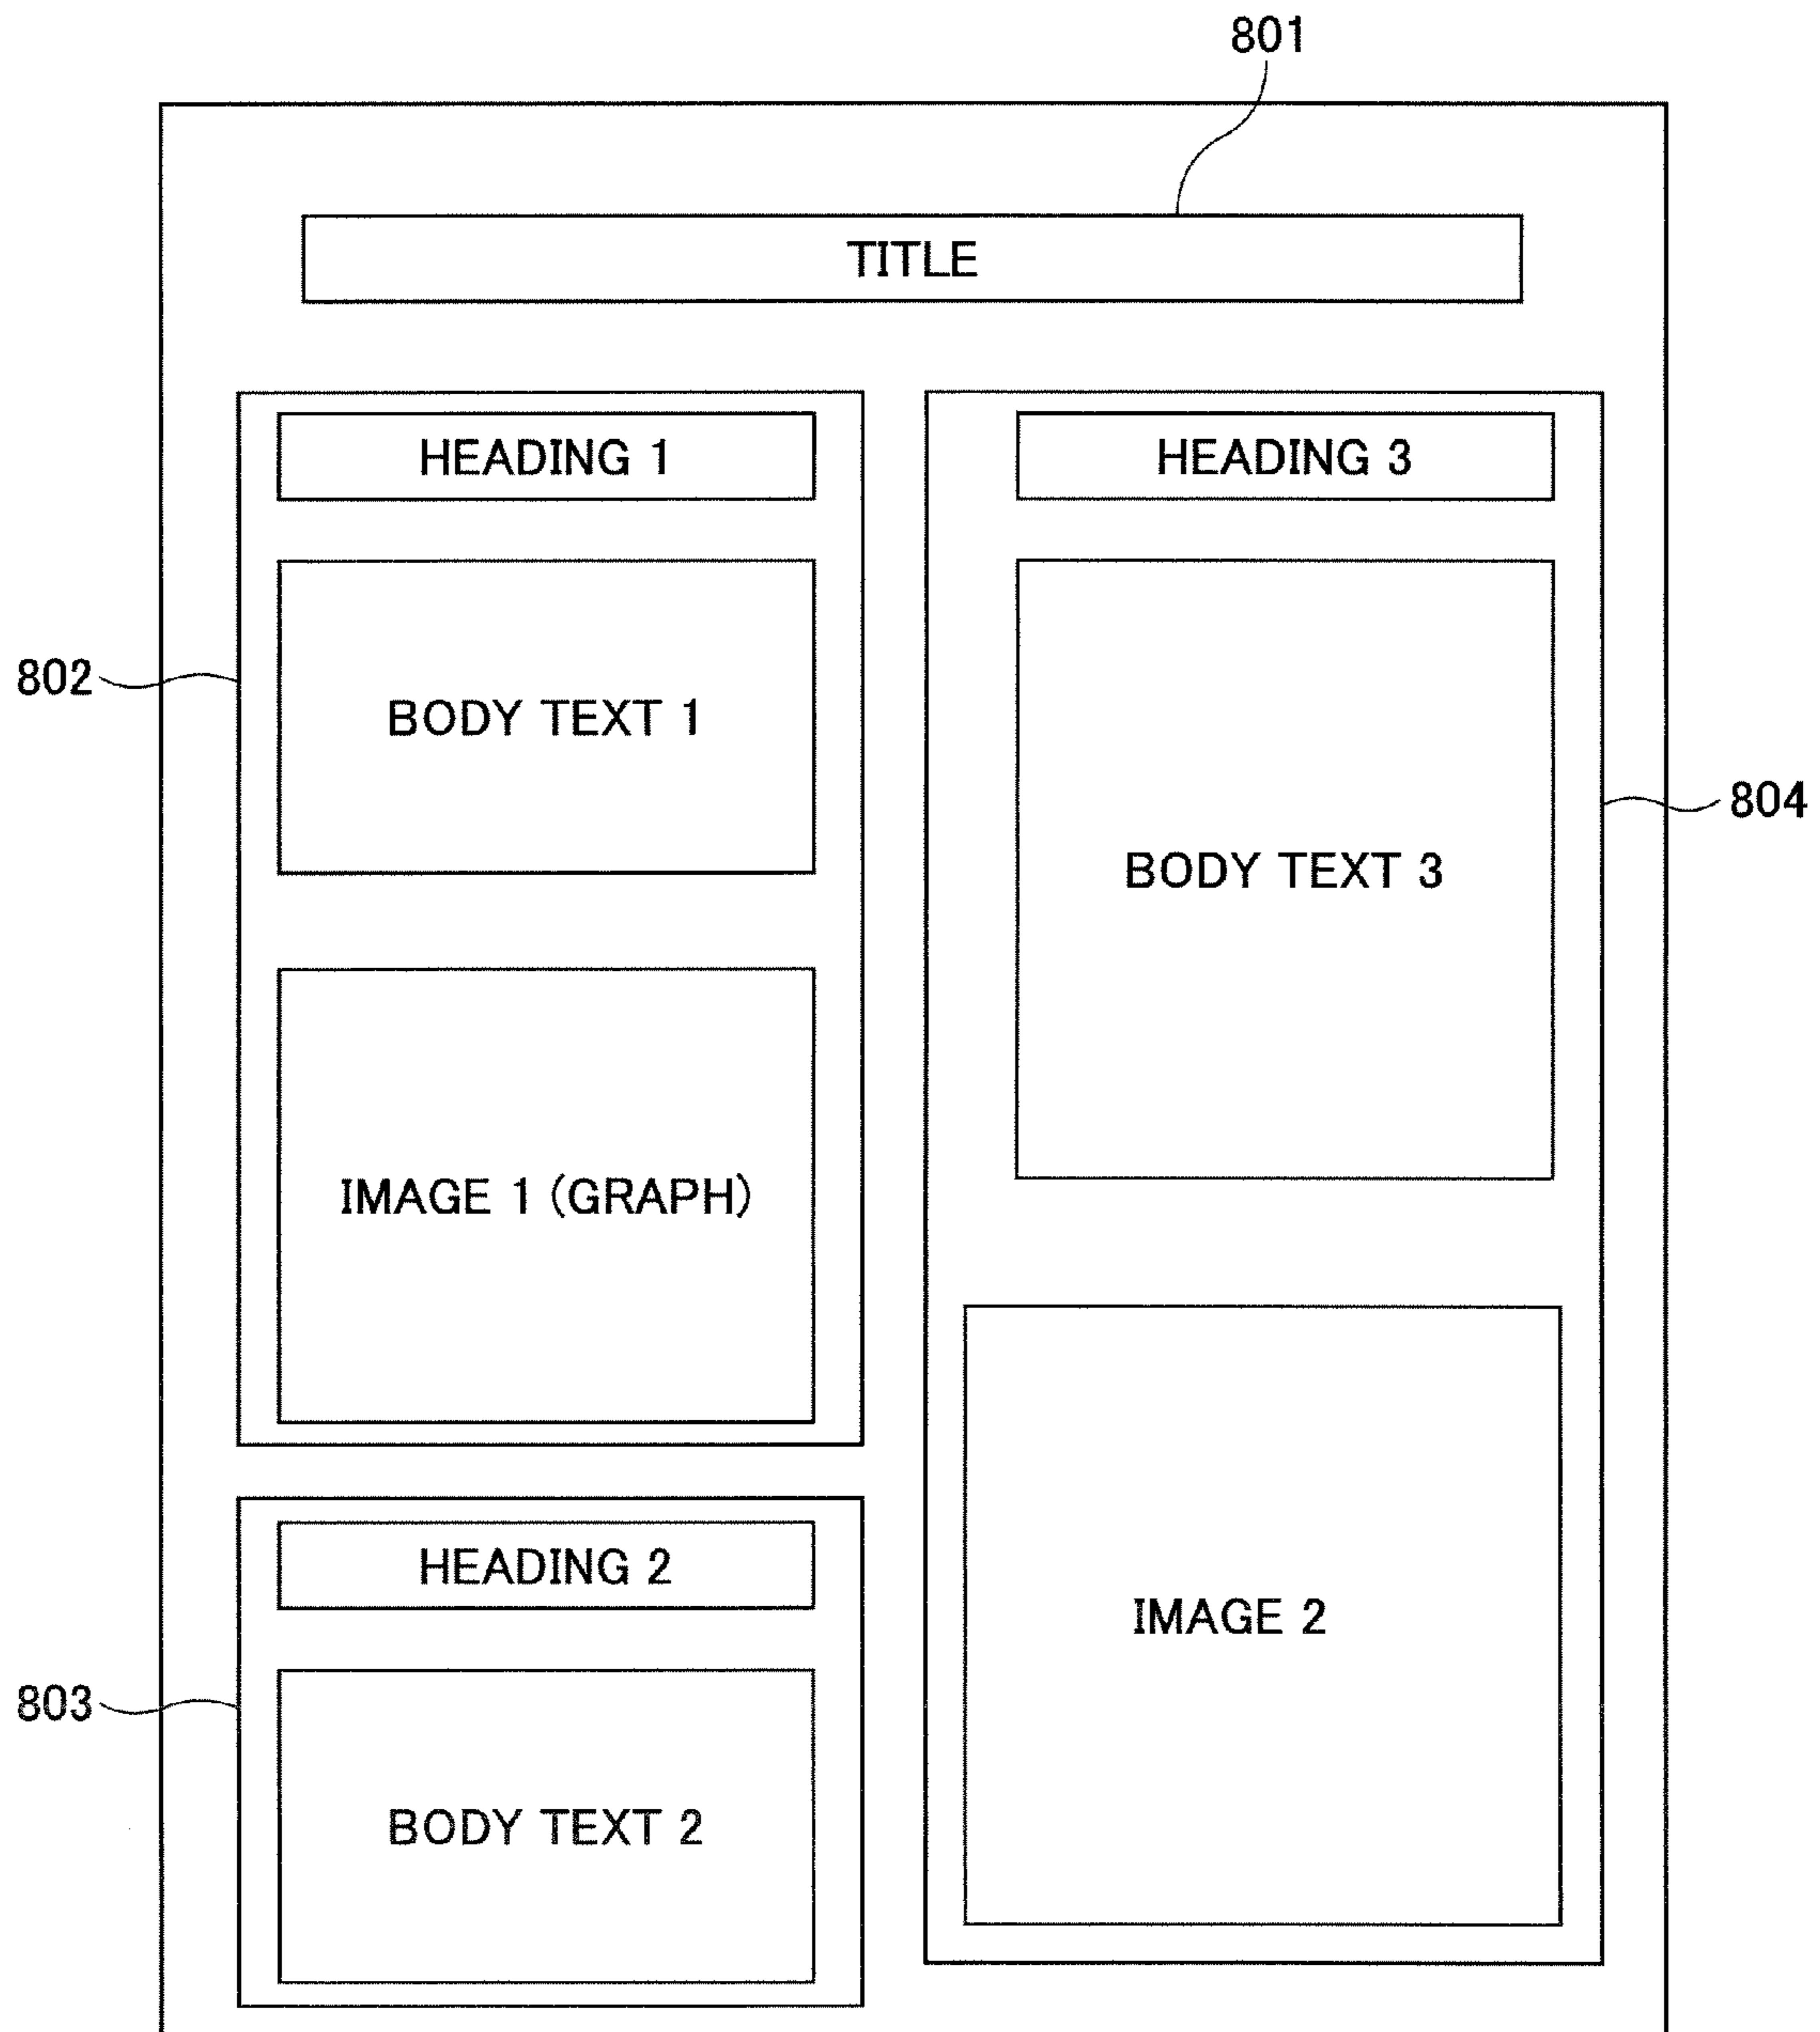 801
TITLE
802
HEADING 1
BODY TEXT 1
IMAGE 1 (GRAPH)
803
HEADING 2
BODY TEXT 2
804
HEADING 3
BODY TEXT 3
IMAGE 2